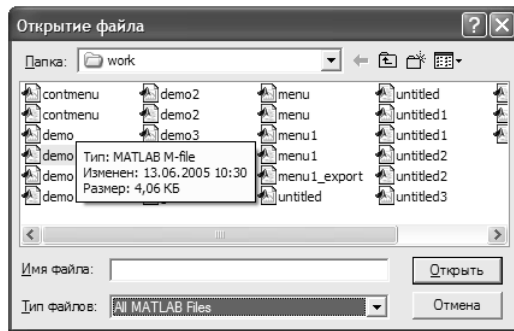 Открытие файла
Папка: work
contmenu demo2 menu untitled
contmenu demo2 menu untitled1
demo demo3 menu1 untitled1
demo menu1 untitled2
demo menu1_export untitled2
demo untitled untitled3
Тип: MATLAB M-file
Изменен: 13.06.2005 10:30
Размер: 4,06 КБ
Имя файла:
Открыть
Тип файлов: All MATLAB Files
Отмена